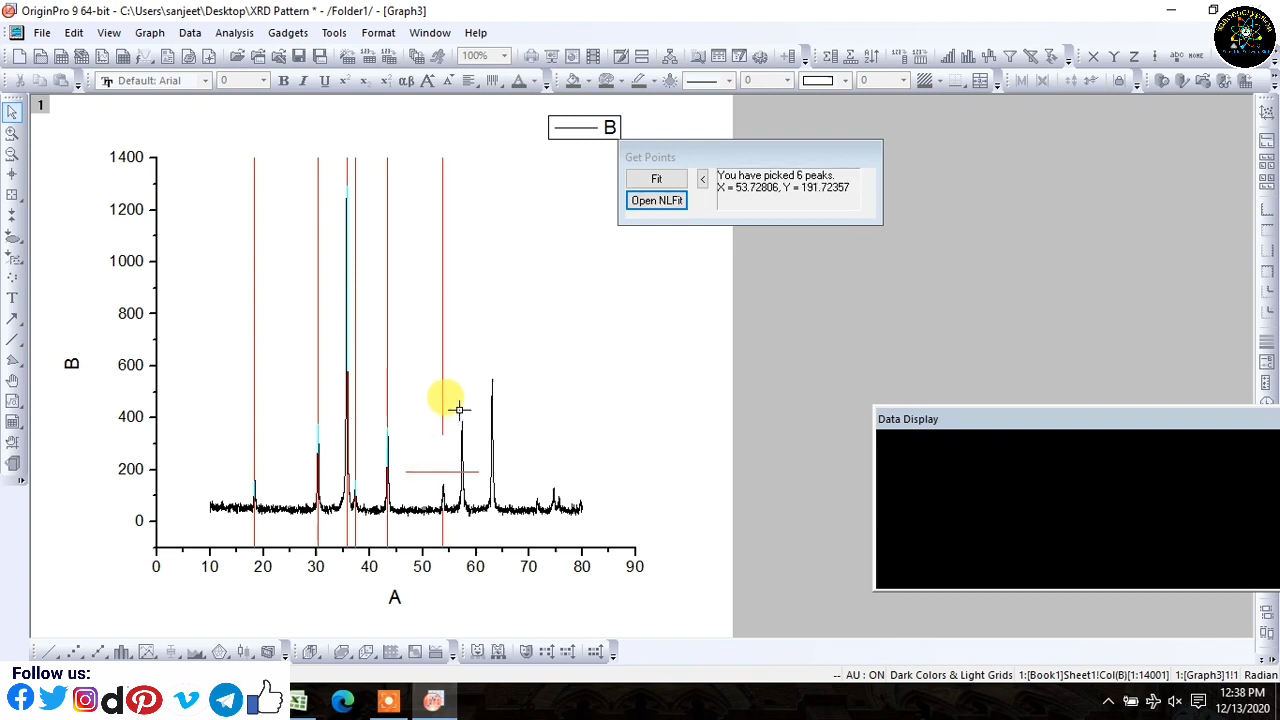 OriginPro 9 64-bit - C:\Users\sanjeet\Desktop\XRD Pattern * - /Folder1/ - [Graph3]
File Edit View Graph Data Analysis Gadgets Tools Format Window Help
100%
Default: Arial 0 B I U αβ A A A 0 0
1
B
Get Points
Fit < You have picked 6 peaks.
X = 53.72806, Y = 191.72357
Open NLFit
1400
1200
1000
800
600
400
200
0
B
0 10 20 30 40 50 60 70 80 90
A
Data Display
-- AU : ON Dark Colors & Light Grids 1:[Book1]Sheet1!Col(B)[1:14001] 1:[Graph3]1!1 Radian
Follow us:
12:38 PM
12/13/2020